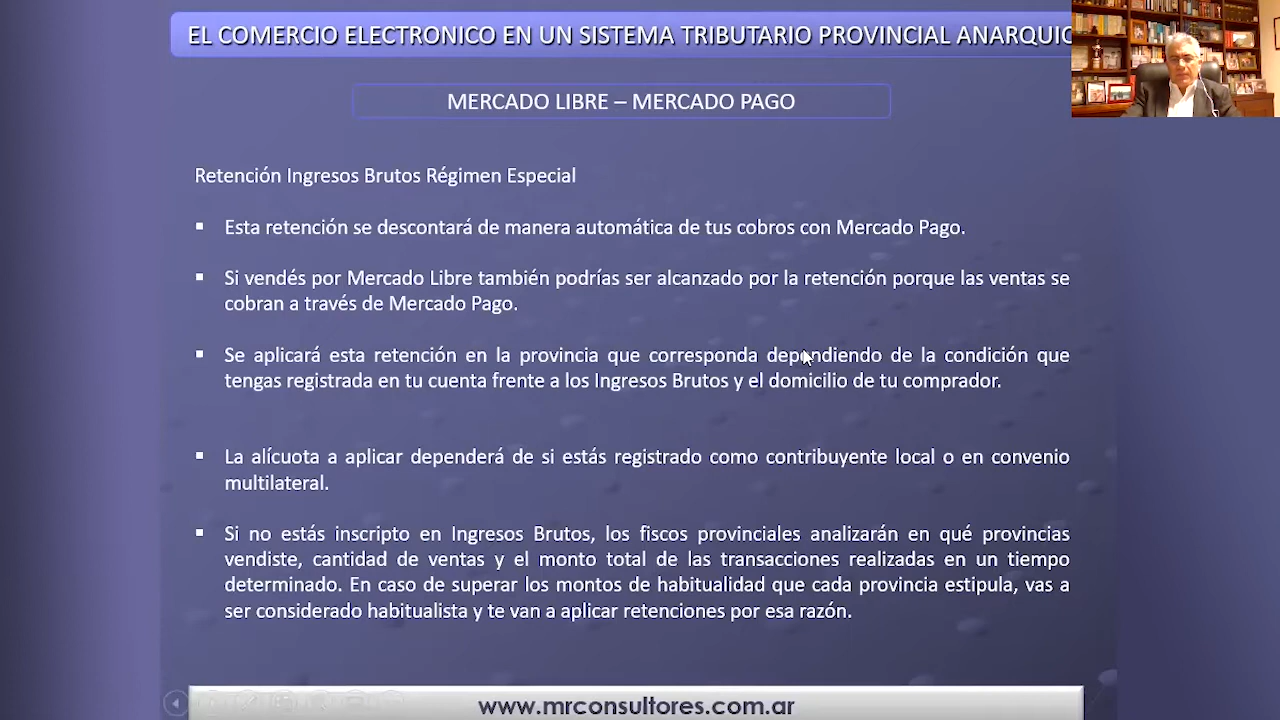 EL COMERCIO ELECTRONICO EN UN SISTEMA TRIBUTARIO PROVINCIAL ANARQUIC
MERCADO LIBRE – MERCADO PAGO
Retención Ingresos Brutos Régimen Especial
▪ Esta retención se descontará de manera automática de tus cobros con Mercado Pago.
▪ Si vendés por Mercado Libre también podrías ser alcanzado por la retención porque las ventas se
cobran a través de Mercado Pago.
▪ Se aplicará esta retención en la provincia que corresponda dependiendo de la condición que
tengas registrada en tu cuenta frente a los Ingresos Brutos y el domicilio de tu comprador.
▪ La alícuota a aplicar dependerá de si estás registrado como contribuyente local o en convenio
multilateral.
▪ Si no estás inscripto en Ingresos Brutos, los fiscos provinciales analizarán en qué provincias
vendiste, cantidad de ventas y el monto total de las transacciones realizadas en un tiempo
determinado. En caso de superar los montos de habitualidad que cada provincia estipula, vas a
ser considerado habitualista y te van a aplicar retenciones por esa razón.
www.mrconsultores.com.ar